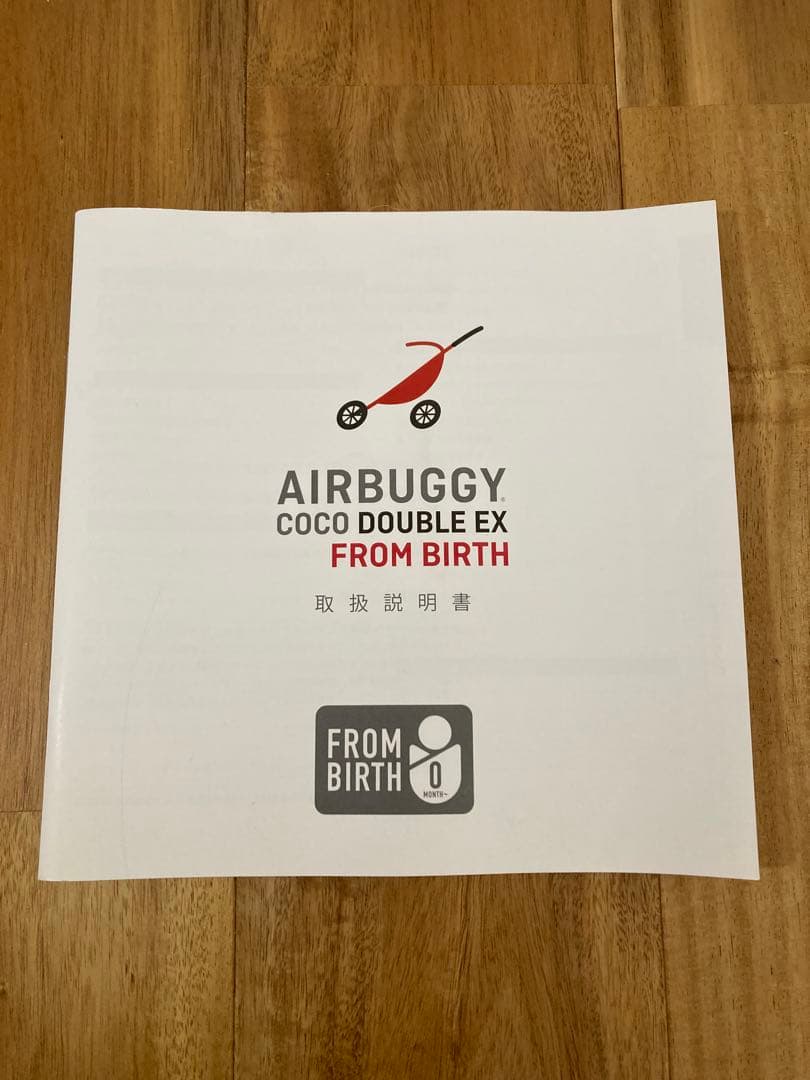 AIRBUGGY®
COCO DOUBLE EX
FROM BIRTH
取扱説明書
FROM
BIRTH
0
MONTH~